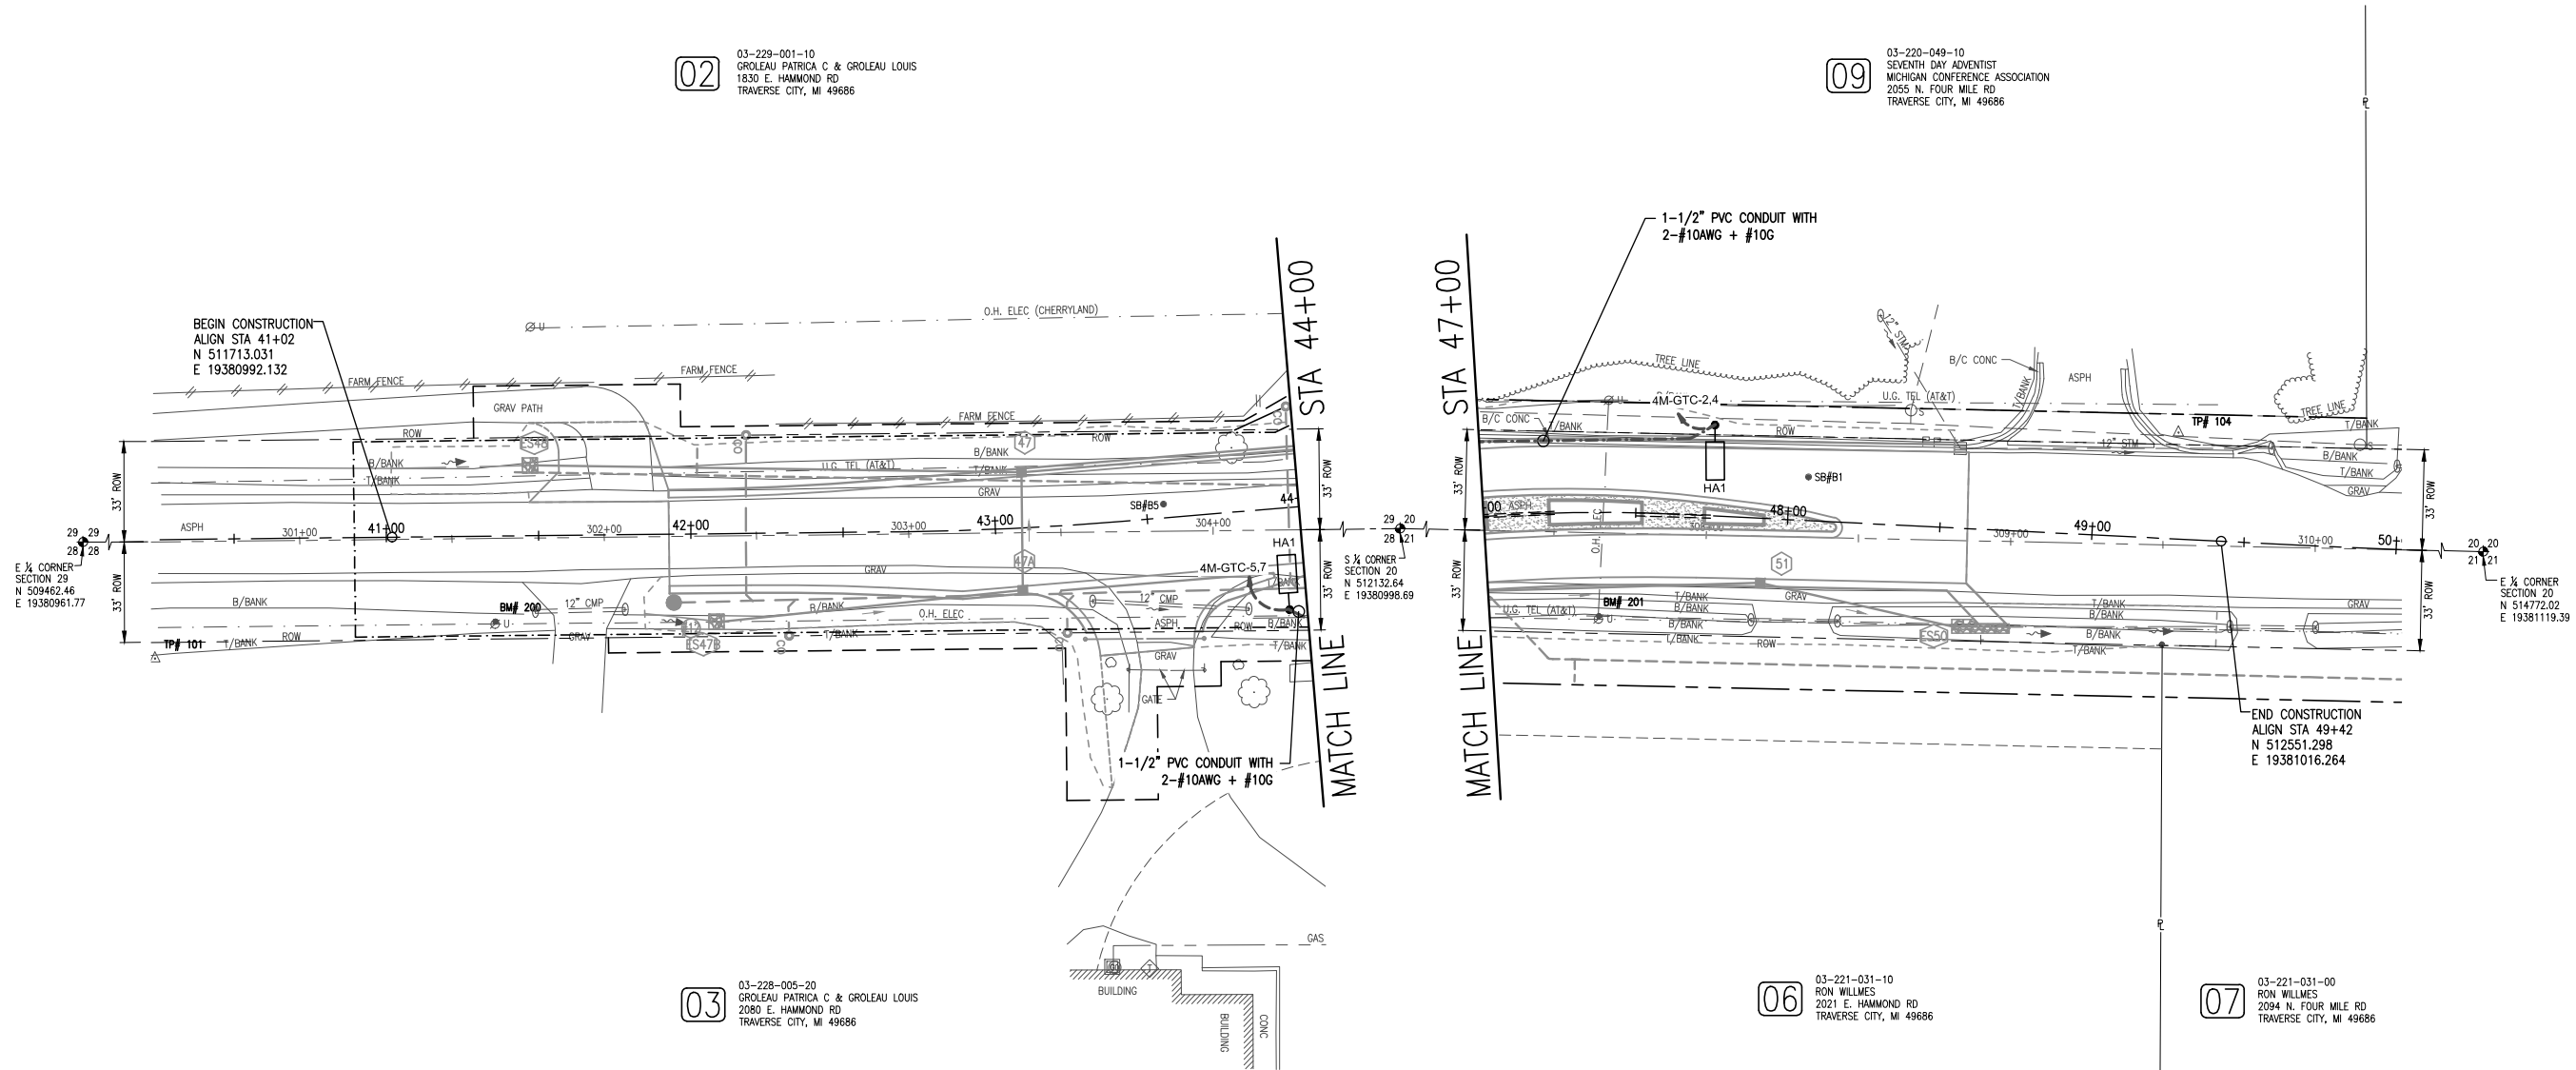 02
03-229-001-10
GROLEAU PATRICA C & GROLEAU LOUIS
1830 E. HAMMOND RD
TRAVERSE CITY, MI 49686
09
03-220-049-10
SEVENTH DAY ADVENTIST
MICHIGAN CONFERENCE ASSOCIATION
2055 N. FOUR MILE RD
TRAVERSE CITY, MI 49686
BEGIN CONSTRUCTION
ALIGN STA 41+02
N 511713.031
E 19380992.132
O.H. ELEC (CHERRYLAND)
U
FARM FENCE
FARM FENCE
FARM FENCE
GRAV PATH
ROW
ROW
ES48
47
CO
B/BANK
B/BANK
T/BANK
T/BANK
U.G. TEL (AT&T)
GRAV
SB#B5
33' ROW
33' ROW
ASPH
301+00
41+00
302+00
42+00
303+00
43+00
304+00
44
29 29
28 28
E ¼ CORNER
SECTION 29
N 509462.46
E 19380961.77
HA1
47A
GRAV
4M-GTC-5,7
B/BANK
BM# 200
12" CMP
U
B/BANK
O.H. ELEC
12" CMP
T/BANK
12
ES47B
CO
T/BANK
ASPH
ROW
B/BANK
TP# 101
T/BANK
ROW
GRAV
GRAV
T/BANK
GATE
1-1/2" PVC CONDUIT WITH
2-#10AWG + #10G
MATCH LINE STA 44+00
33' ROW
33' ROW
29 20
28 21
S ¼ CORNER
SECTION 20
N 512132.64
E 19380998.69
33' ROW
33' ROW
MATCH LINE STA 47+00
1-1/2" PVC CONDUIT WITH
2-#10AWG + #10G
TREE LINE
12" STM
B/C CONC
T/BANK
ASPH
TREE LINE
4M-GTC-2,4
U
U.G. TEL (AT&T)
S
B/C CONC
T/BANK
ROW
12" STM
TP# 104
T/BANK
B/BANK
T/BANK
GRAV
HA1
SB#B1
00
ASPH
O.H. ELEC
48+00
309+00
49+00
310+00
50+
51
33' ROW
33' ROW
20 20
21 21
E ¼ CORNER
SECTION 20
N 514772.02
E 19381119.39
U.G. TEL (AT&T)
BM# 201
U
T/BANK
B/BANK
B/BANK
T/BANK
GRAV
ROW
ES50
T/BANK
B/BANK
B/BANK
T/BANK
GRAV
END CONSTRUCTION
ALIGN STA 49+42
N 512551.298
E 19381016.264
GAS
BUILDING
BUILDING
CONC
03
03-228-005-20
GROLEAU PATRICA C & GROLEAU LOUIS
2080 E. HAMMOND RD
TRAVERSE CITY, MI 49686
06
03-221-031-10
RON WILLMES
2021 E. HAMMOND RD
TRAVERSE CITY, MI 49686
07
03-221-031-00
RON WILLMES
2094 N. FOUR MILE RD
TRAVERSE CITY, MI 49686